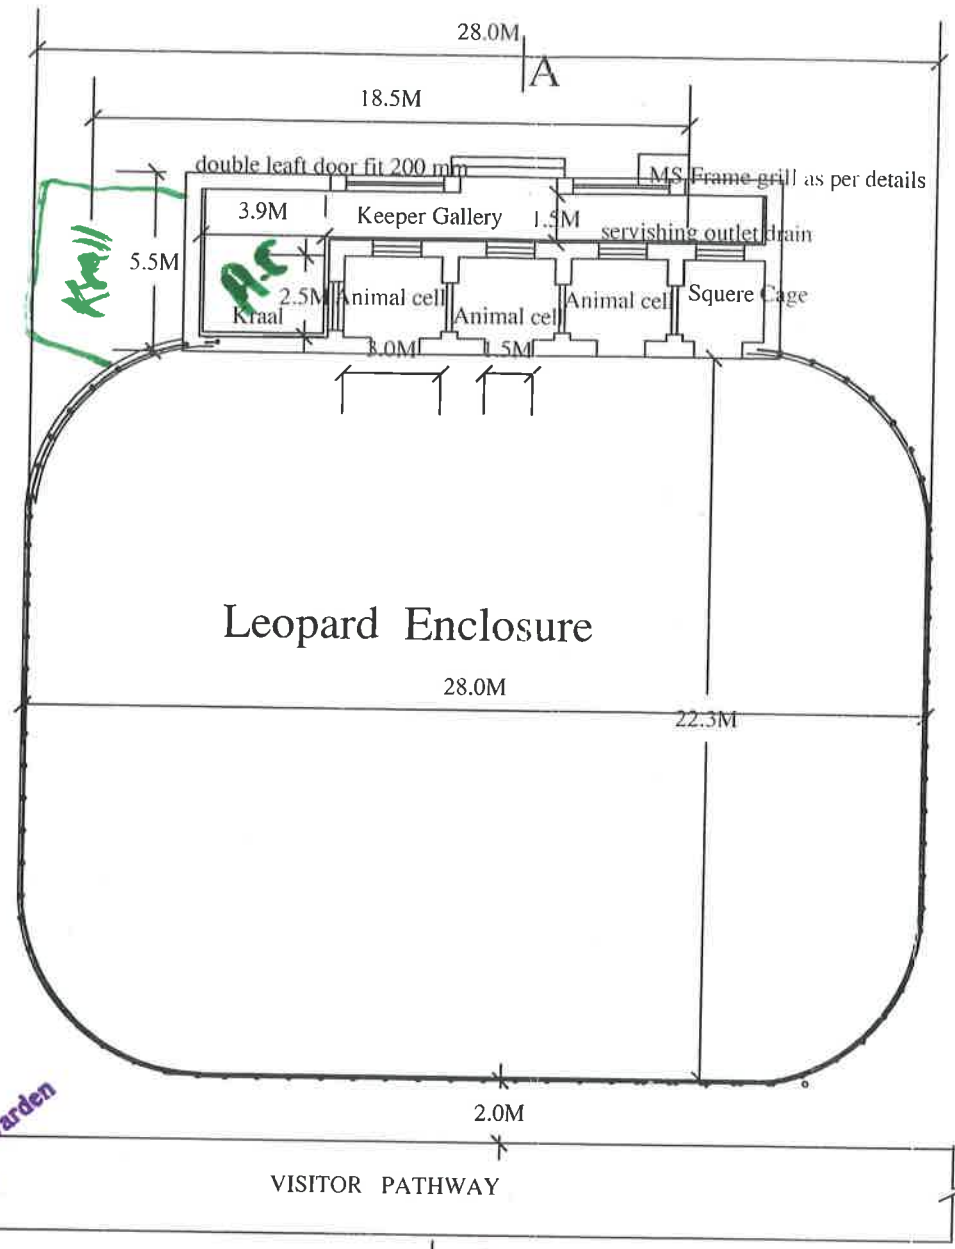 28.0M
A
18.5M
double leaft door fit 200 mm
MS Frame grill as per details
3.9M
Keeper Gallery
1.5M
servishing outlet drain
Krall
5.5M
A.C
2.5M
Kraal
Animal cell
Animal cell
Animal cell
Squere Cage
3.0M
1.5M
Leopard Enclosure
28.0M
22.3M
arden
2.0M
VISITOR PATHWAY